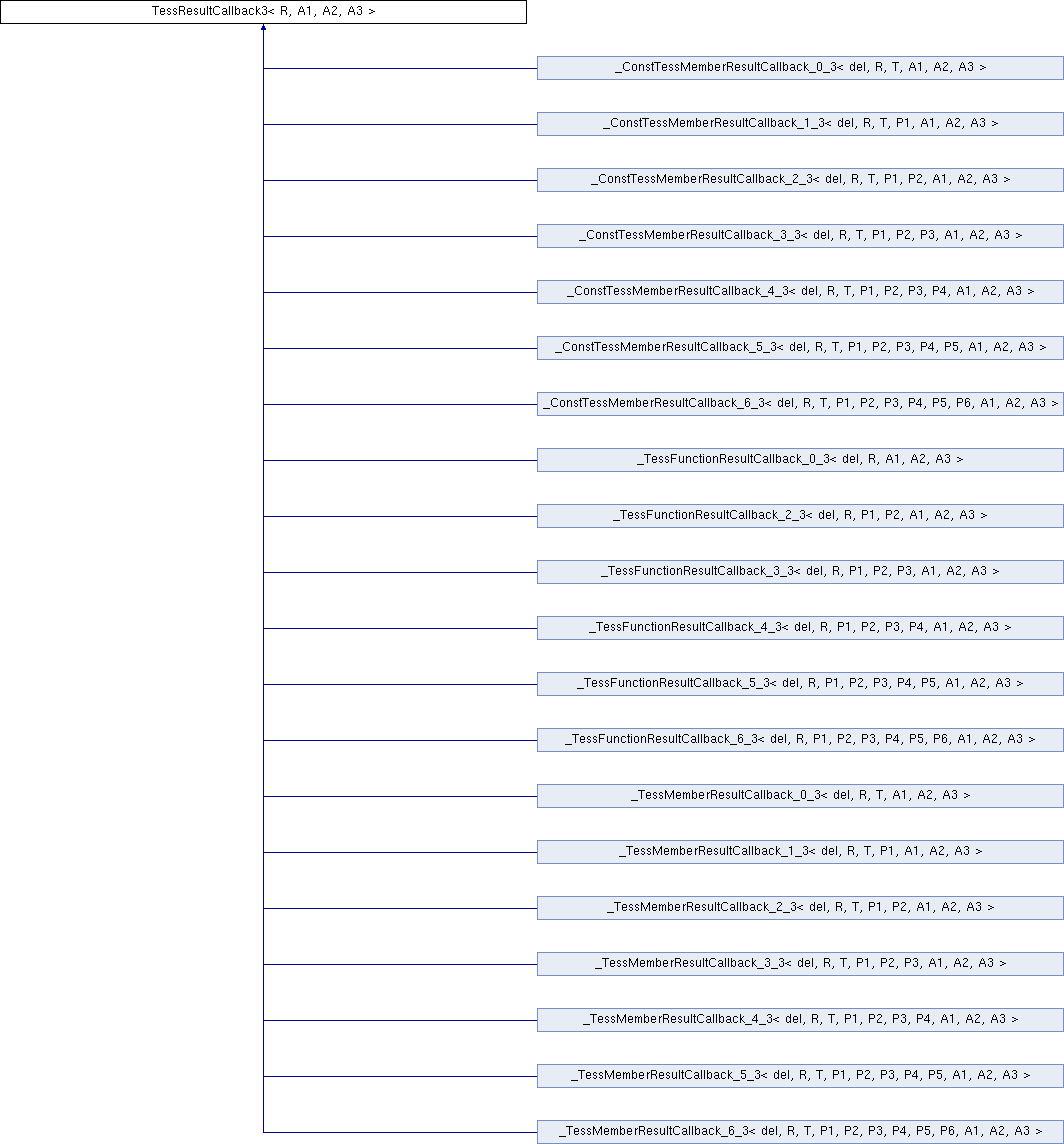 TessResultCallback3< R, A1, A2, A3 >
_ConstTessMemberResultCallback_0_3< del, R, T, A1, A2, A3 >
_ConstTessMemberResultCallback_1_3< del, R, T, P1, A1, A2, A3 >
_ConstTessMemberResultCallback_2_3< del, R, T, P1, P2, A1, A2, A3 >
_ConstTessMemberResultCallback_3_3< del, R, T, P1, P2, P3, A1, A2, A3 >
_ConstTessMemberResultCallback_4_3< del, R, T, P1, P2, P3, P4, A1, A2, A3 >
_ConstTessMemberResultCallback_5_3< del, R, T, P1, P2, P3, P4, P5, A1, A2, A3 >
_ConstTessMemberResultCallback_6_3< del, R, T, P1, P2, P3, P4, P5, P6, A1, A2, A3 >
_TessFunctionResultCallback_0_3< del, R, A1, A2, A3 >
_TessFunctionResultCallback_2_3< del, R, P1, P2, A1, A2, A3 >
_TessFunctionResultCallback_3_3< del, R, P1, P2, P3, A1, A2, A3 >
_TessFunctionResultCallback_4_3< del, R, P1, P2, P3, P4, A1, A2, A3 >
_TessFunctionResultCallback_5_3< del, R, P1, P2, P3, P4, P5, A1, A2, A3 >
_TessFunctionResultCallback_6_3< del, R, P1, P2, P3, P4, P5, P6, A1, A2, A3 >
_TessMemberResultCallback_0_3< del, R, T, A1, A2, A3 >
_TessMemberResultCallback_1_3< del, R, T, P1, A1, A2, A3 >
_TessMemberResultCallback_2_3< del, R, T, P1, P2, A1, A2, A3 >
_TessMemberResultCallback_3_3< del, R, T, P1, P2, P3, A1, A2, A3 >
_TessMemberResultCallback_4_3< del, R, T, P1, P2, P3, P4, A1, A2, A3 >
_TessMemberResultCallback_5_3< del, R, T, P1, P2, P3, P4, P5, A1, A2, A3 >
_TessMemberResultCallback_6_3< del, R, T, P1, P2, P3, P4, P5, P6, A1, A2, A3 >